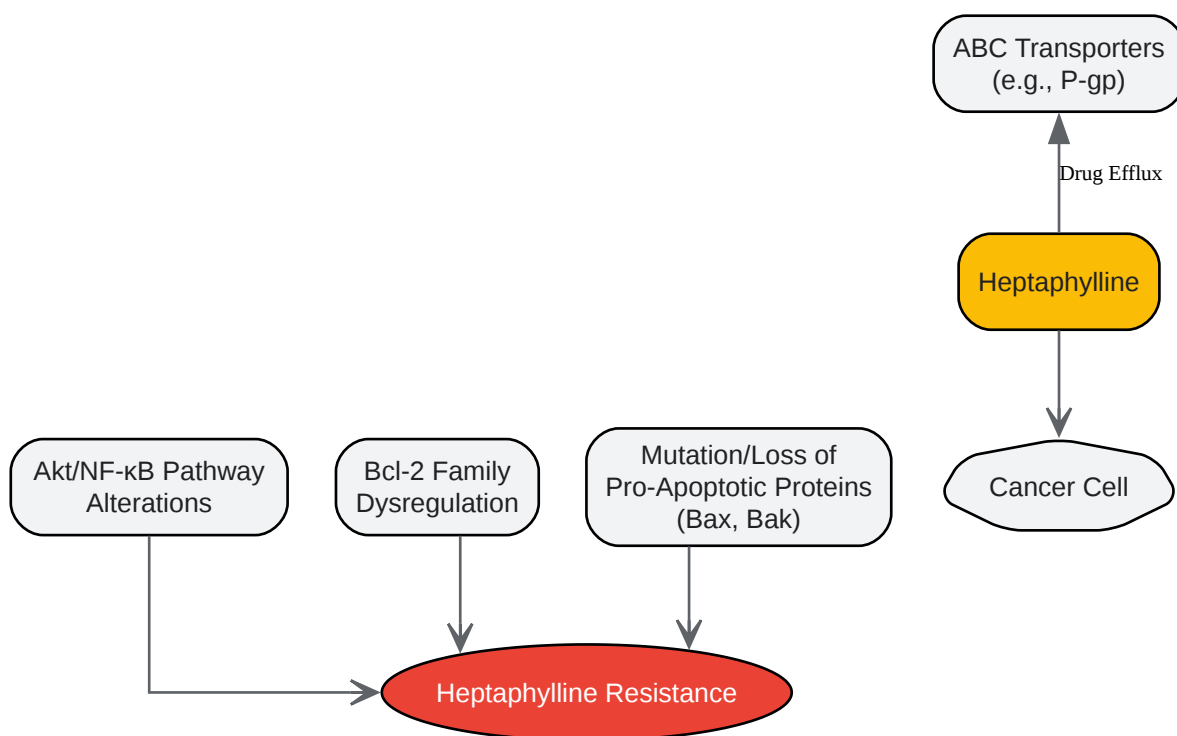 ABC Transporters
(e.g., P-gp)
Drug Efflux
Heptaphylline
Cancer Cell
Akt/NF-κB Pathway
Alterations
Bcl-2 Family
Dysregulation
Mutation/Loss of
Pro-Apoptotic Proteins
(Bax, Bak)
Heptaphylline Resistance